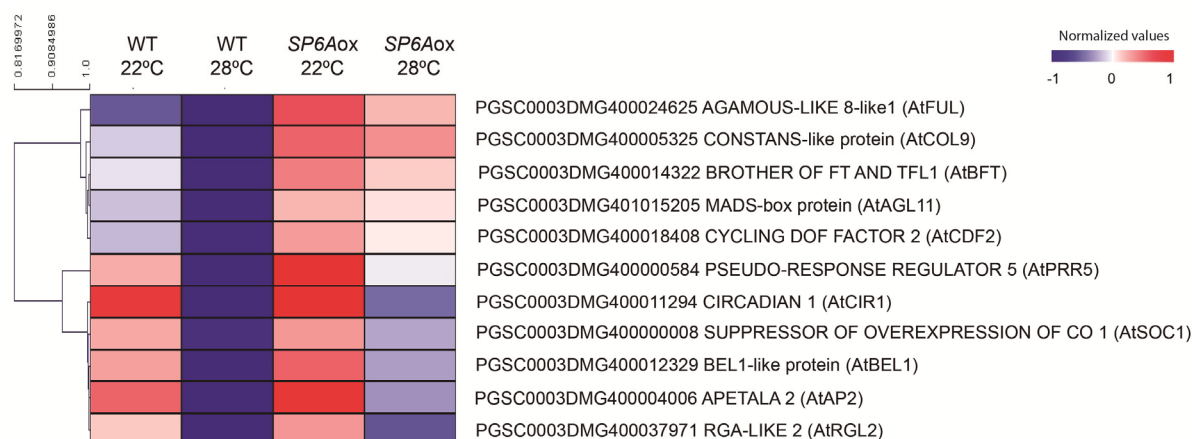 0.8169972
0.9084986
1.0
WT
22ºC
WT
28ºC
SP6Aox
22ºC
SP6Aox
28ºC
Normalized values
-1 0 1
PGSC0003DMG400024625 AGAMOUS-LIKE 8-like1 (AtFUL)
PGSC0003DMG400005325 CONSTANS-like protein (AtCOL9)
PGSC0003DMG400014322 BROTHER OF FT AND TFL1 (AtBFT)
PGSC0003DMG401015205 MADS-box protein (AtAGL11)
PGSC0003DMG400018408 CYCLING DOF FACTOR 2 (AtCDF2)
PGSC0003DMG400000584 PSEUDO-RESPONSE REGULATOR 5 (AtPRR5)
PGSC0003DMG400011294 CIRCADIAN 1 (AtCIR1)
PGSC0003DMG400000008 SUPPRESSOR OF OVEREXPRESSION OF CO 1 (AtSOC1)
PGSC0003DMG400012329 BEL1-like protein (AtBEL1)
PGSC0003DMG400004006 APETALA 2 (AtAP2)
PGSC0003DMG400037971 RGA-LIKE 2 (AtRGL2)